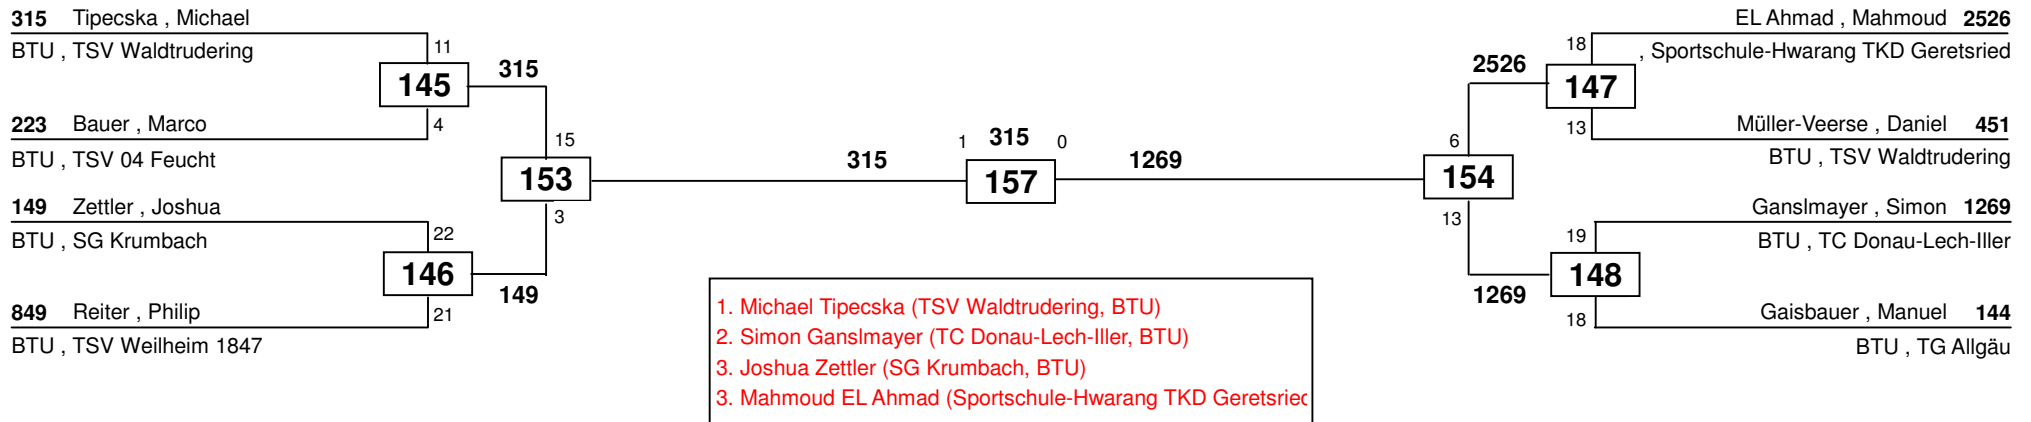 315 Tipecska , Michael
BTU , TSV Waldtrudering
11
145
315
4
223 Bauer , Marco
BTU , TSV 04 Feucht
15
153
315
3
149 Zettler , Joshua
BTU , SG Krumbach
22
146
149
21
849 Reiter , Philip
BTU , TSV Weilheim 1847
1 315 0
157
1269
EL Ahmad , Mahmoud 2526
, Sportschule-Hwarang TKD Geretsried
18
2526
147
13
Müller-Veerse , Daniel 451
BTU , TSV Waldtrudering
6
154
13
Ganslmayer , Simon 1269
BTU , TC Donau-Lech-Iller
19
148
1269
18
Gaisbauer , Manuel 144
BTU , TG Allgäu
1. Michael Tipecska (TSV Waldtrudering, BTU)
2. Simon Ganslmayer (TC Donau-Lech-Iller, BTU)
3. Joshua Zettler (SG Krumbach, BTU)
3. Mahmoud EL Ahmad (Sportschule-Hwarang TKD Geretsried